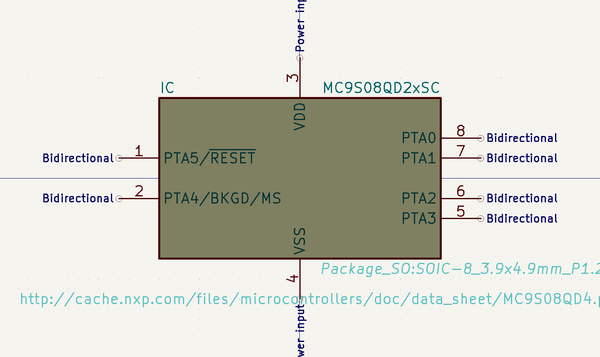 Power inp
3
IC
MC9S08QD2xSC
VDD
Bidirectional 1 PTA5/RESET
Bidirectional 2 PTA4/BKGD/MS
PTA0 8 Bidirectional
PTA1 7 Bidirectional
PTA2 6 Bidirectional
PTA3 5 Bidirectional
VSS
4
Package_SO:SOIC-8_3.9x4.9mm_P1.2
http://cache.nxp.com/files/microcontrollers/doc/data_sheet/MC9S08QD4.p
wer input